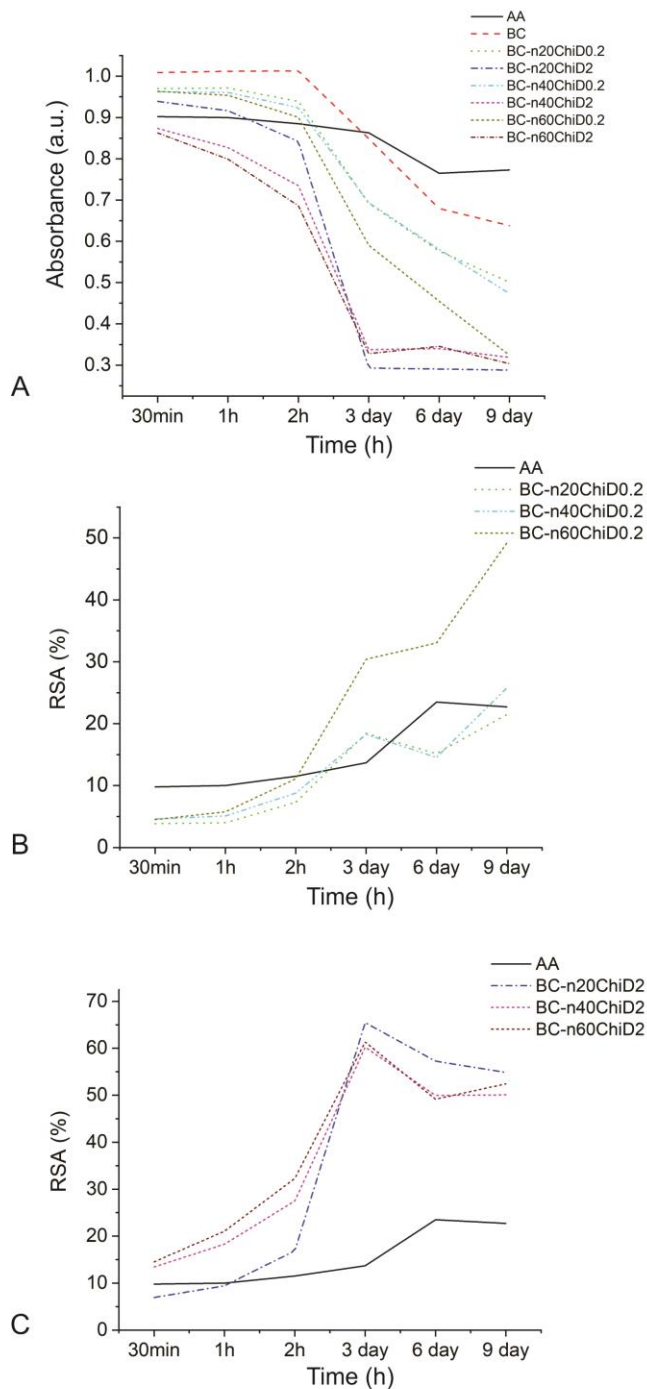 AA
BC
BC-n20ChiD0.2
BC-n20ChiD2
BC-n40ChiD0.2
BC-n40ChiD2
BC-n60ChiD0.2
BC-n60ChiD2
1.0
0.9
0.8
0.7
0.6
0.5
0.4
0.3
Absorbance (a.u.)
30min 1h 2h 3 day 6 day 9 day
Time (h)
A
AA
BC-n20ChiD0.2
BC-n40ChiD0.2
BC-n60ChiD0.2
50
40
30
20
10
0
RSA (%)
30min 1h 2h 3 day 6 day 9 day
Time (h)
B
AA
BC-n20ChiD2
BC-n40ChiD2
BC-n60ChiD2
70
60
50
40
30
20
10
0
RSA (%)
30min 1h 2h 3 day 6 day 9 day
Time (h)
C